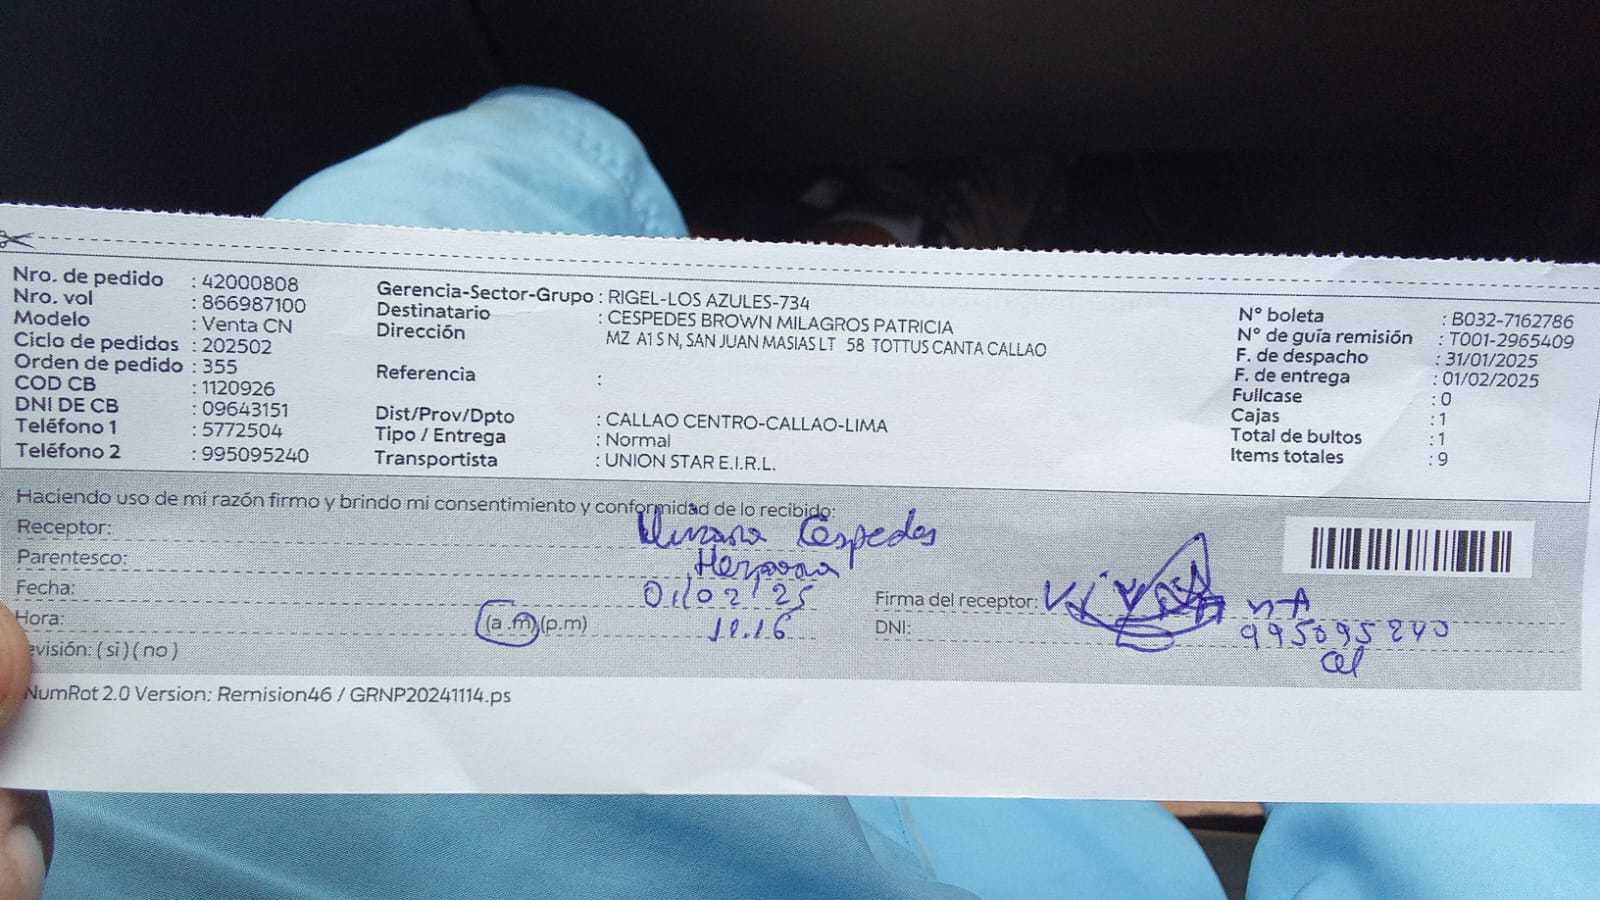 Nro. de pedido : 42000808
Nro. vol : 866987100
Modelo : Venta CN
Ciclo de pedidos : 202502
Orden de pedido : 355
COD CB : 1120926
DNI DE CB : 09643151
Teléfono 1 : 5772504
Teléfono 2 : 995095240
Gerencia-Sector-Grupo : RIGEL-LOS AZULES-734
Destinatario : CESPEDES BROWN MILAGROS PATRICIA
Dirección MZ A1 S N, SAN JUAN MASIAS LT 58 TOTTUS CANTA CALLAO
Referencia :
Dist/Prov/Dpto : CALLAO CENTRO-CALLAO-LIMA
Tipo / Entrega : Normal
Transportista : UNION STAR E.I.R.L.
N° boleta : B032-7162786
N° de guía remisión : T001-2965409
F. de despacho : 31/01/2025
F. de entrega : 01/02/2025
Fullcase : 0
Cajas : 1
Total de bultos : 1
Items totales : 9
Haciendo uso de mi razón firmo y brindo mi consentimiento y conformidad de lo recibido:
Receptor: Céspedes
Parentesco: Hermana
Fecha: 01/02/25
Hora: (a .m) (p.m) 12.16
evisión: ( si ) ( no )
Firma del receptor:
DNI: 995095240
cel
NumRot 2.0 Version: Remision46 / GRNP20241114.ps